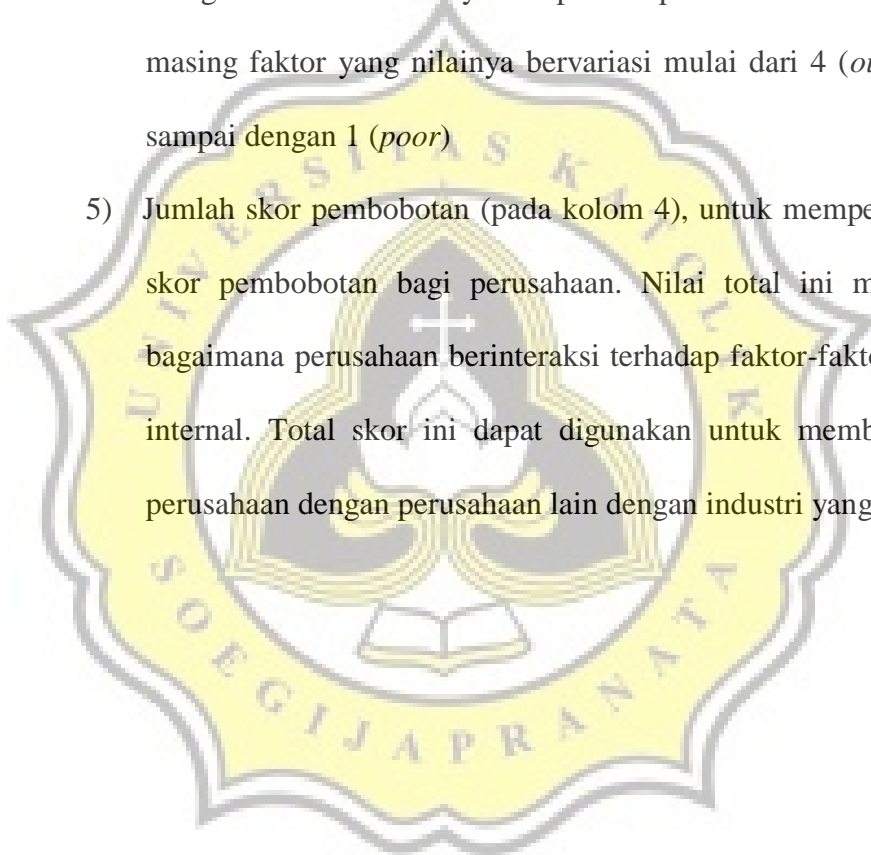 masing faktor yang nilainya bervariasi mulai dari 4 (
sampai dengan 1 (poor)
5) Jumlah skor pembobotan (pada kolom 4), untuk
skor pembobotan bagi perusahaan. Nilai total ini
bagaimana perusahaan berinteraksi terhadap
internal. Total skor ini dapat digunakan untuk
perusahaan dengan perusahaan lain dengan industri yang
UNIVERSITAS KATOLIK
SOEGIJAPRANATA